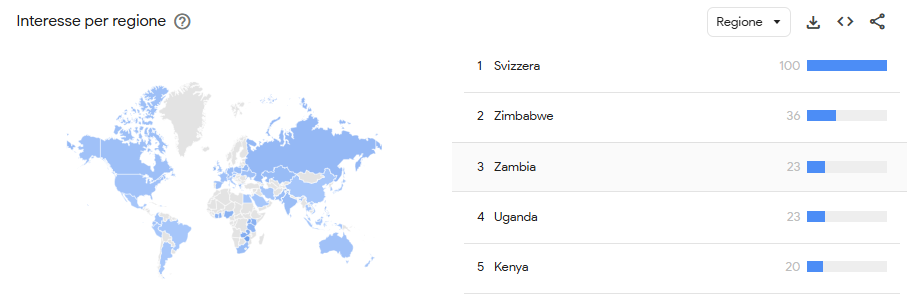 Interesse per regione
Regione
1 Svizzera 100
2 Zimbabwe 36
3 Zambia 23
4 Uganda 23
5 Kenya 20